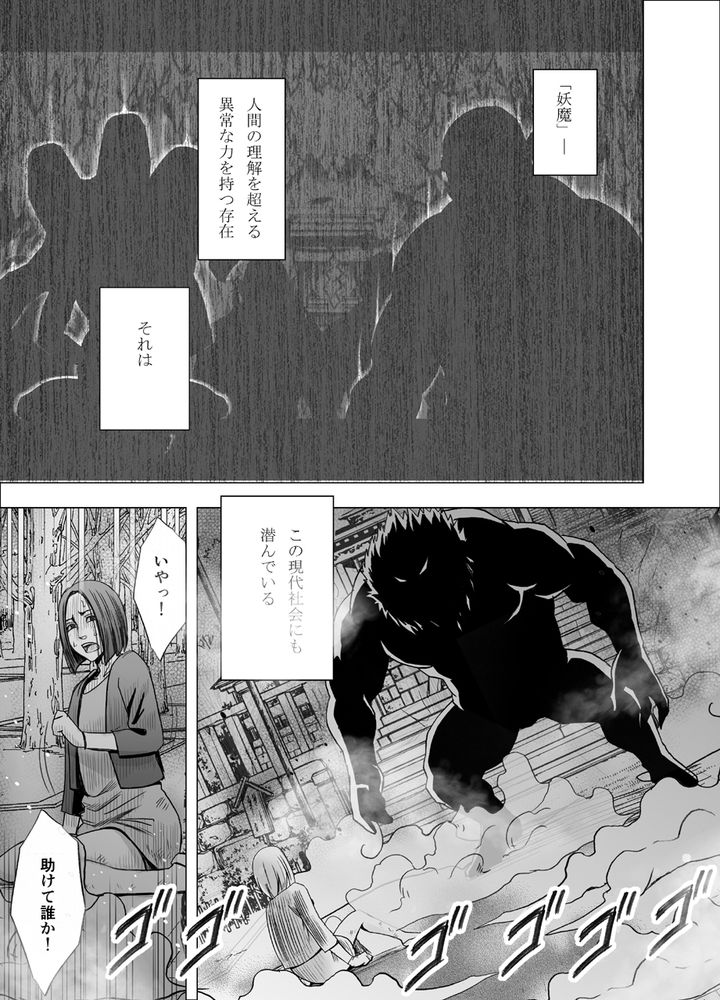 「妖魔」―
人間の理解を超える
異常な力を持つ存在
それは
この現代社会にも
潜んでいる
ゴゴゴゴゴ
いやっ！
助けて誰か！